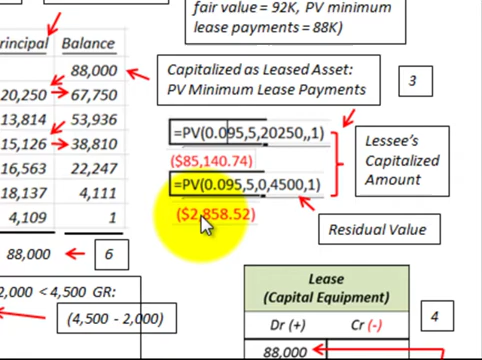 fair value = 92K, PV minimum
lease payments = 88K)
Principal Balance
88,000
20,250 67,750
13,814 53,936
15,126 38,810
16,563 22,247
18,137 4,111
4,109 1
88,000
6
Capitalized as Leased Asset:
PV Minimum Lease Payments
3
=PV(0.095,5,20250,,1)
($85,140.74)
=PV(0.095,5,0,4500,1)
($2,858.52)
Lessee's
Capitalized
Amount
Residual Value
2,000 < 4,500 GR:
(4,500 - 2,000)
Lease
(Capital Equipment)
Dr (+) Cr (-)
88,000
4